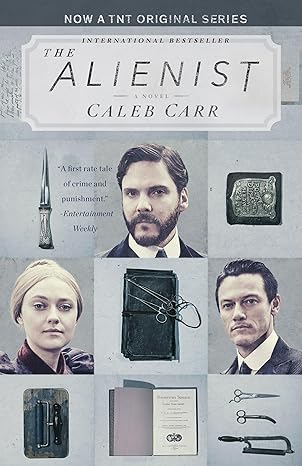 NOW A TNT ORIGINAL SERIES
INTERNATIONAL BESTSELLER
THE
ALIENIST
A NOVEL
CALEB CARR
"A first rate tale
of crime and
punishment."
-Entertainment
Weekly